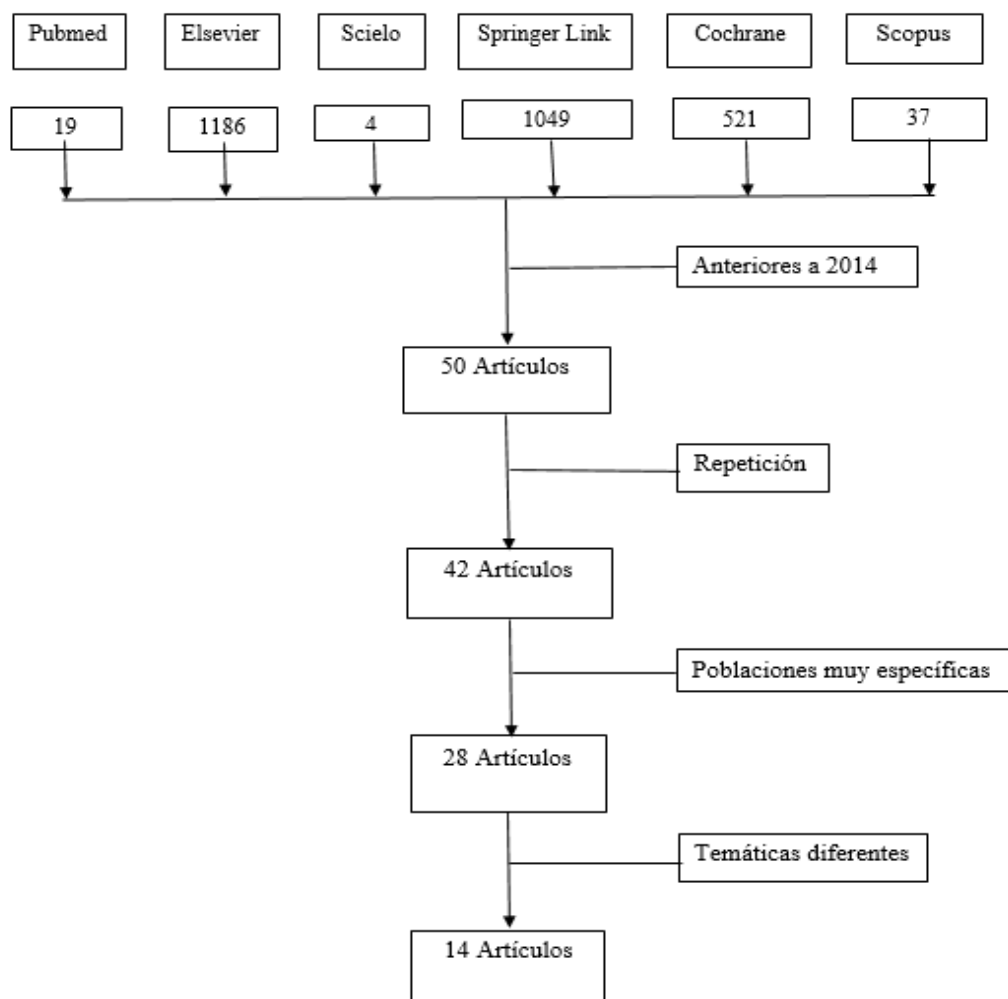 Pubmed
Elsevier
Scielo
Springer Link
Cochrane
Scopus
19
1186
4
1049
521
37
Anteriores a 2014
50 Artículos
Repetición
42 Artículos
Poblaciones muy específicas
28 Artículos
Temáticas diferentes
14 Artículos